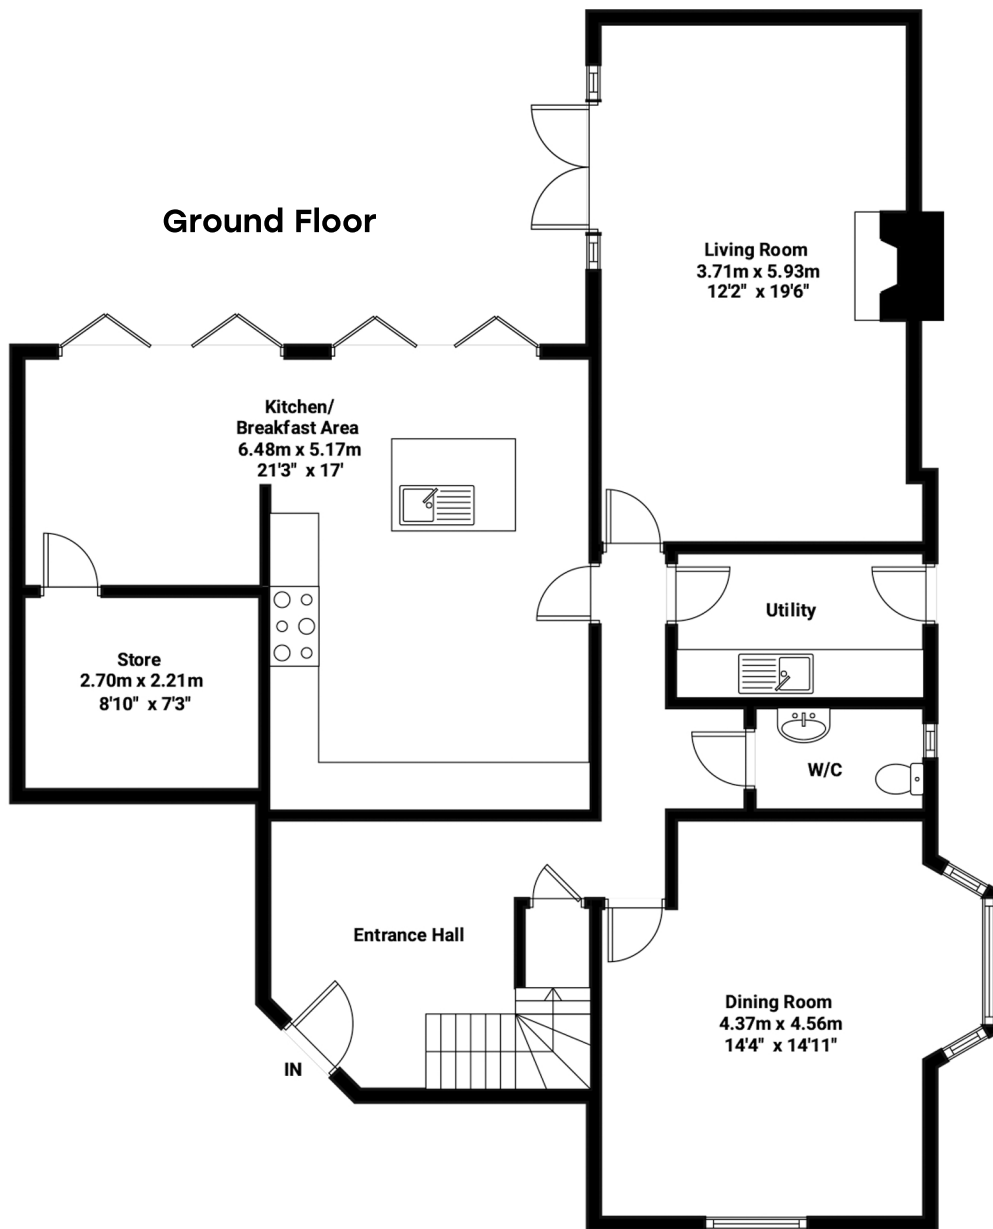 Ground Floor
Living Room
3.71m x 5.93m
12'2" x 19'6"
Kitchen/
Breakfast Area
6.48m x 5.17m
21'3" x 17'
Utility
Store
2.70m x 2.21m
8'10" x 7'3"
W/C
Entrance Hall
Dining Room
4.37m x 4.56m
14'4" x 14'11"
IN